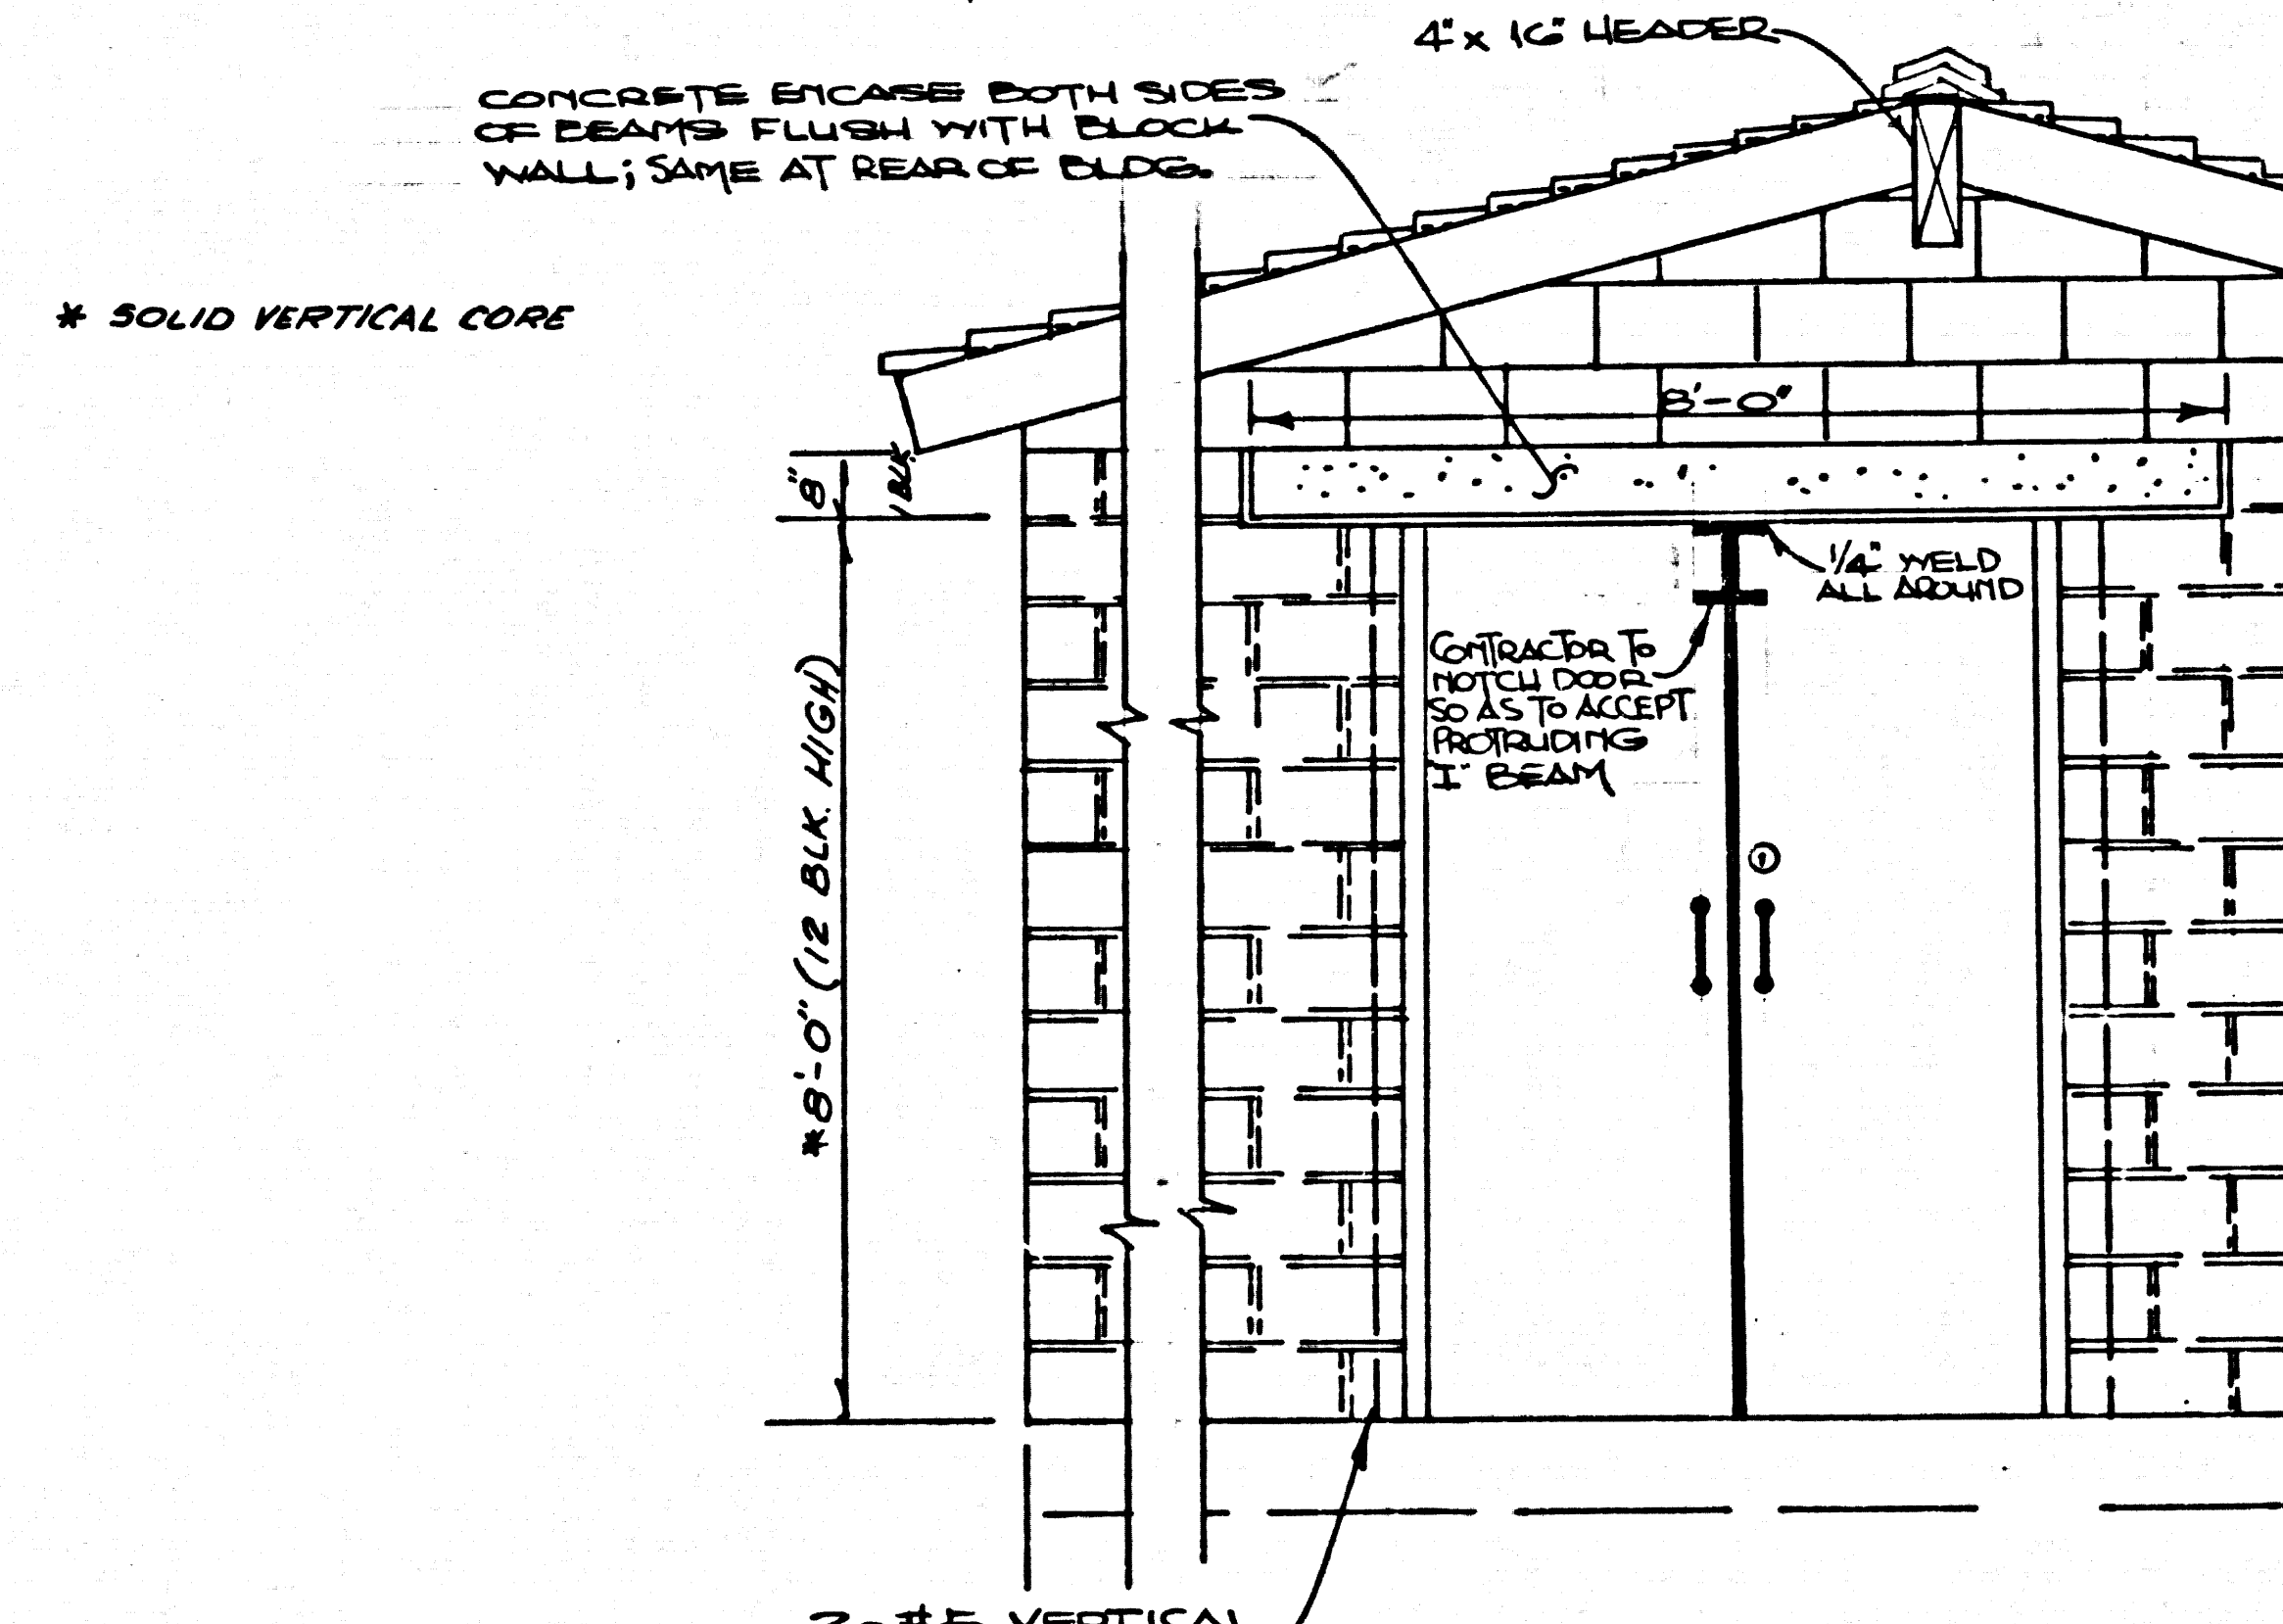 4" x 16" HEADER
CONCRETE ENCASE BOTH SIDES
OF BEAMS FLUSH WITH BLOCK
WALL; SAME AT REAR OF BLDG.
* SOLID VERTICAL CORE
8'-0"
8"
1 BLK.
1/4" WELD
ALL AROUND
CONTRACTOR TO
NOTCH DOOR
SO AS TO ACCEPT
PROTRUDING
"I" BEAM
*8'-0" (12 BLK. HIGH)
VERTICAL